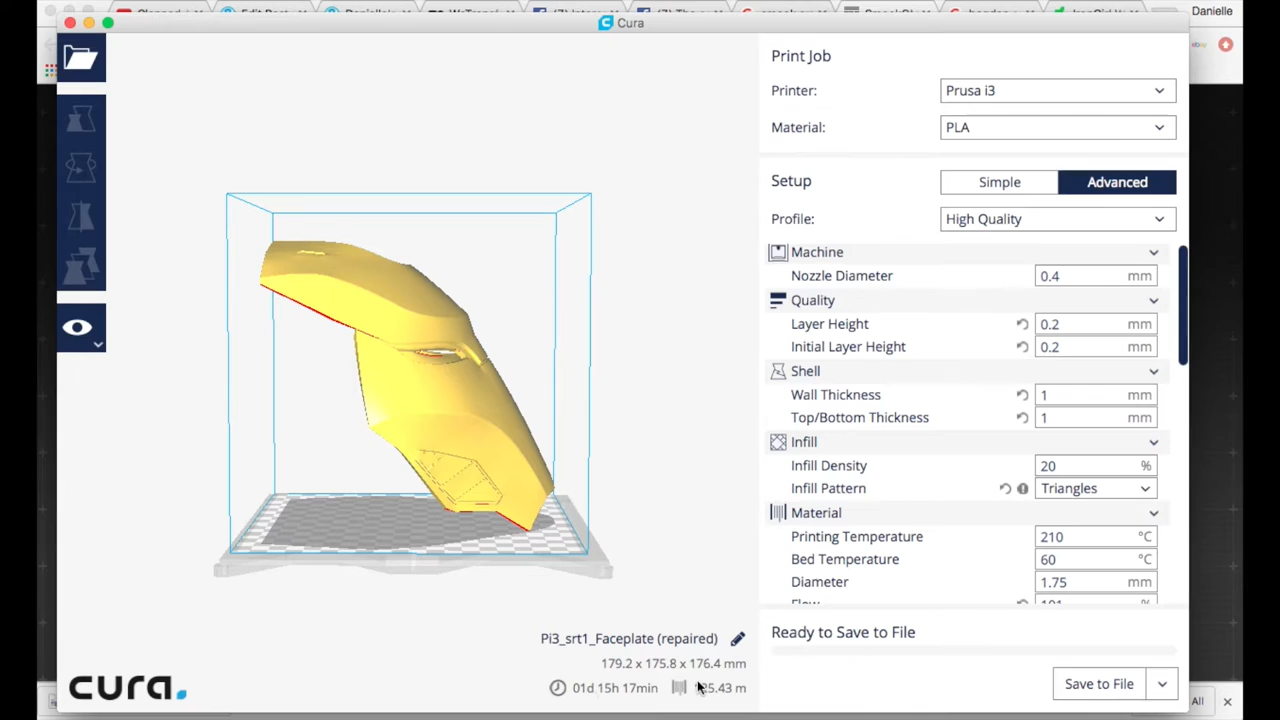 Danielle
Cura
ebay
Print Job
Printer:
Prusa i3
Material:
PLA
Setup
Simple
Advanced
Profile:
High Quality
Machine
Nozzle Diameter
0.4
mm
Quality
Layer Height
0.2
mm
Initial Layer Height
0.2
mm
Shell
Wall Thickness
1
mm
Top/Bottom Thickness
1
mm
Infill
Infill Density
20
%
Infill Pattern
Triangles
Material
Printing Temperature
210
°C
Bed Temperature
60
°C
Diameter
1.75
mm
Pi3_srt1_Faceplate (repaired)
179.2 x 175.8 x 176.4 mm
01d 15h 17min
m
Ready to Save to File
Save to File
All
cura.